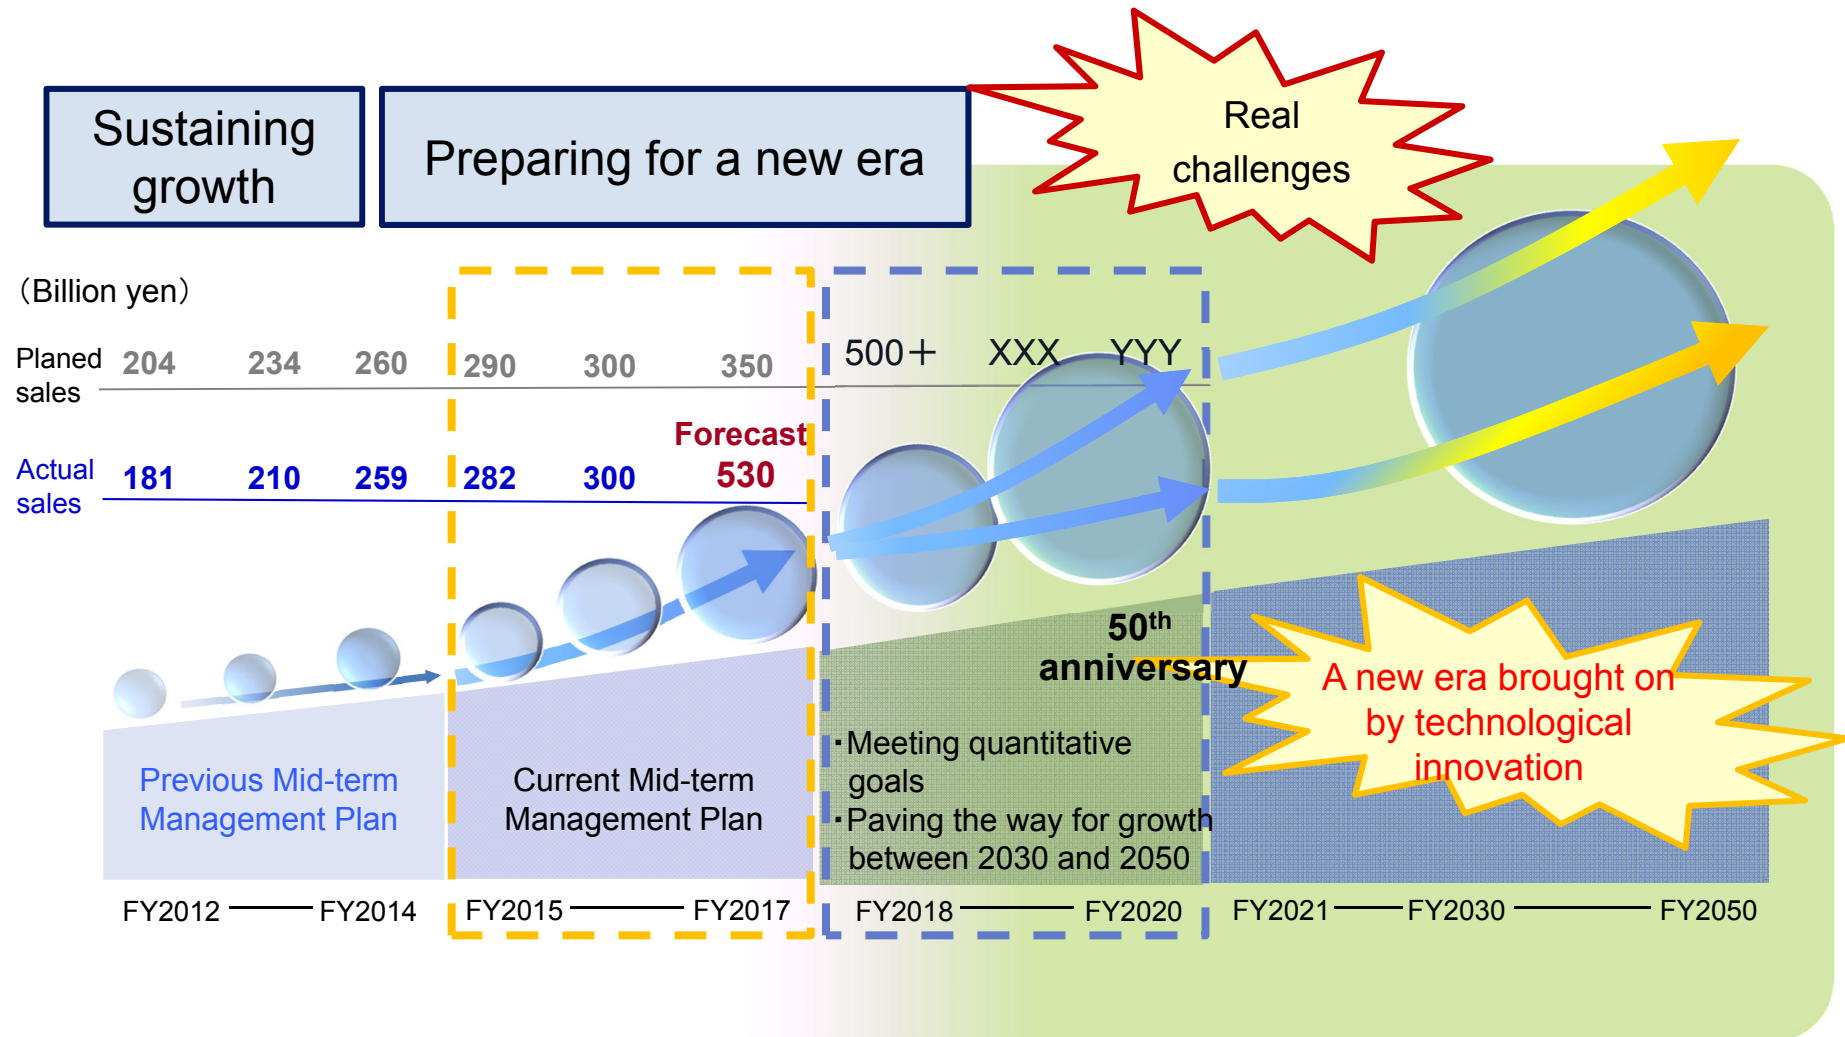 Sustaining
growth
Preparing for a new era
Real
challenges
（Billion yen）
Planed
sales
204 234 260 290 300 350 500＋ XXX YYY
Forecast
Actual
sales
181 210 259 282 300 530
50th
anniversary
A new era brought on
by technological
innovation
Previous Mid-term
Management Plan
Current Mid-term
Management Plan
・Meeting quantitative
goals
・Paving the way for growth
between 2030 and 2050
FY2012 FY2014 FY2015 FY2017 FY2018 FY2020 FY2021 FY2030 FY2050